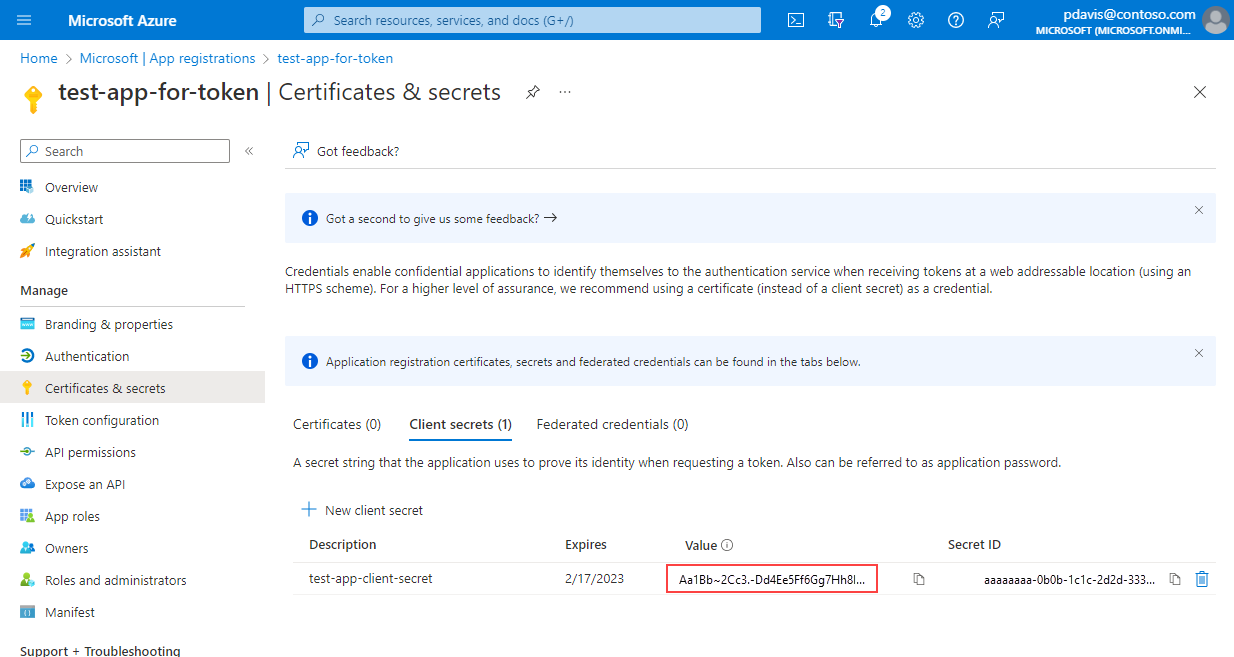 Microsoft Azure
Search resources, services, and docs (G+/)
2
pdavis@contoso.com
MICROSOFT (MICROSOFT.ONMI...
Home > Microsoft | App registrations > test-app-for-token
test-app-for-token | Certificates & secrets
...
Search
«
Got feedback?
Overview
Quickstart
Integration assistant
Got a second to give us some feedback? →
Credentials enable confidential applications to identify themselves to the authentication service when receiving tokens at a web addressable location (using an
HTTPS scheme). For a higher level of assurance, we recommend using a certificate (instead of a client secret) as a credential.
Manage
Branding & properties
Authentication
Certificates & secrets
Token configuration
API permissions
Expose an API
App roles
Owners
Roles and administrators
Manifest
Support + Troubleshooting
Application registration certificates, secrets and federated credentials can be found in the tabs below.
Certificates (0) Client secrets (1) Federated credentials (0)
A secret string that the application uses to prove its identity when requesting a token. Also can be referred to as application password.
New client secret
Description Expires Value Secret ID
test-app-client-secret 2/17/2023 Aa1Bb~2Cc3.-Dd4Ee5Ff6Gg7Hh8I... aaaaaaaa-0b0b-1c1c-2d2d-333...